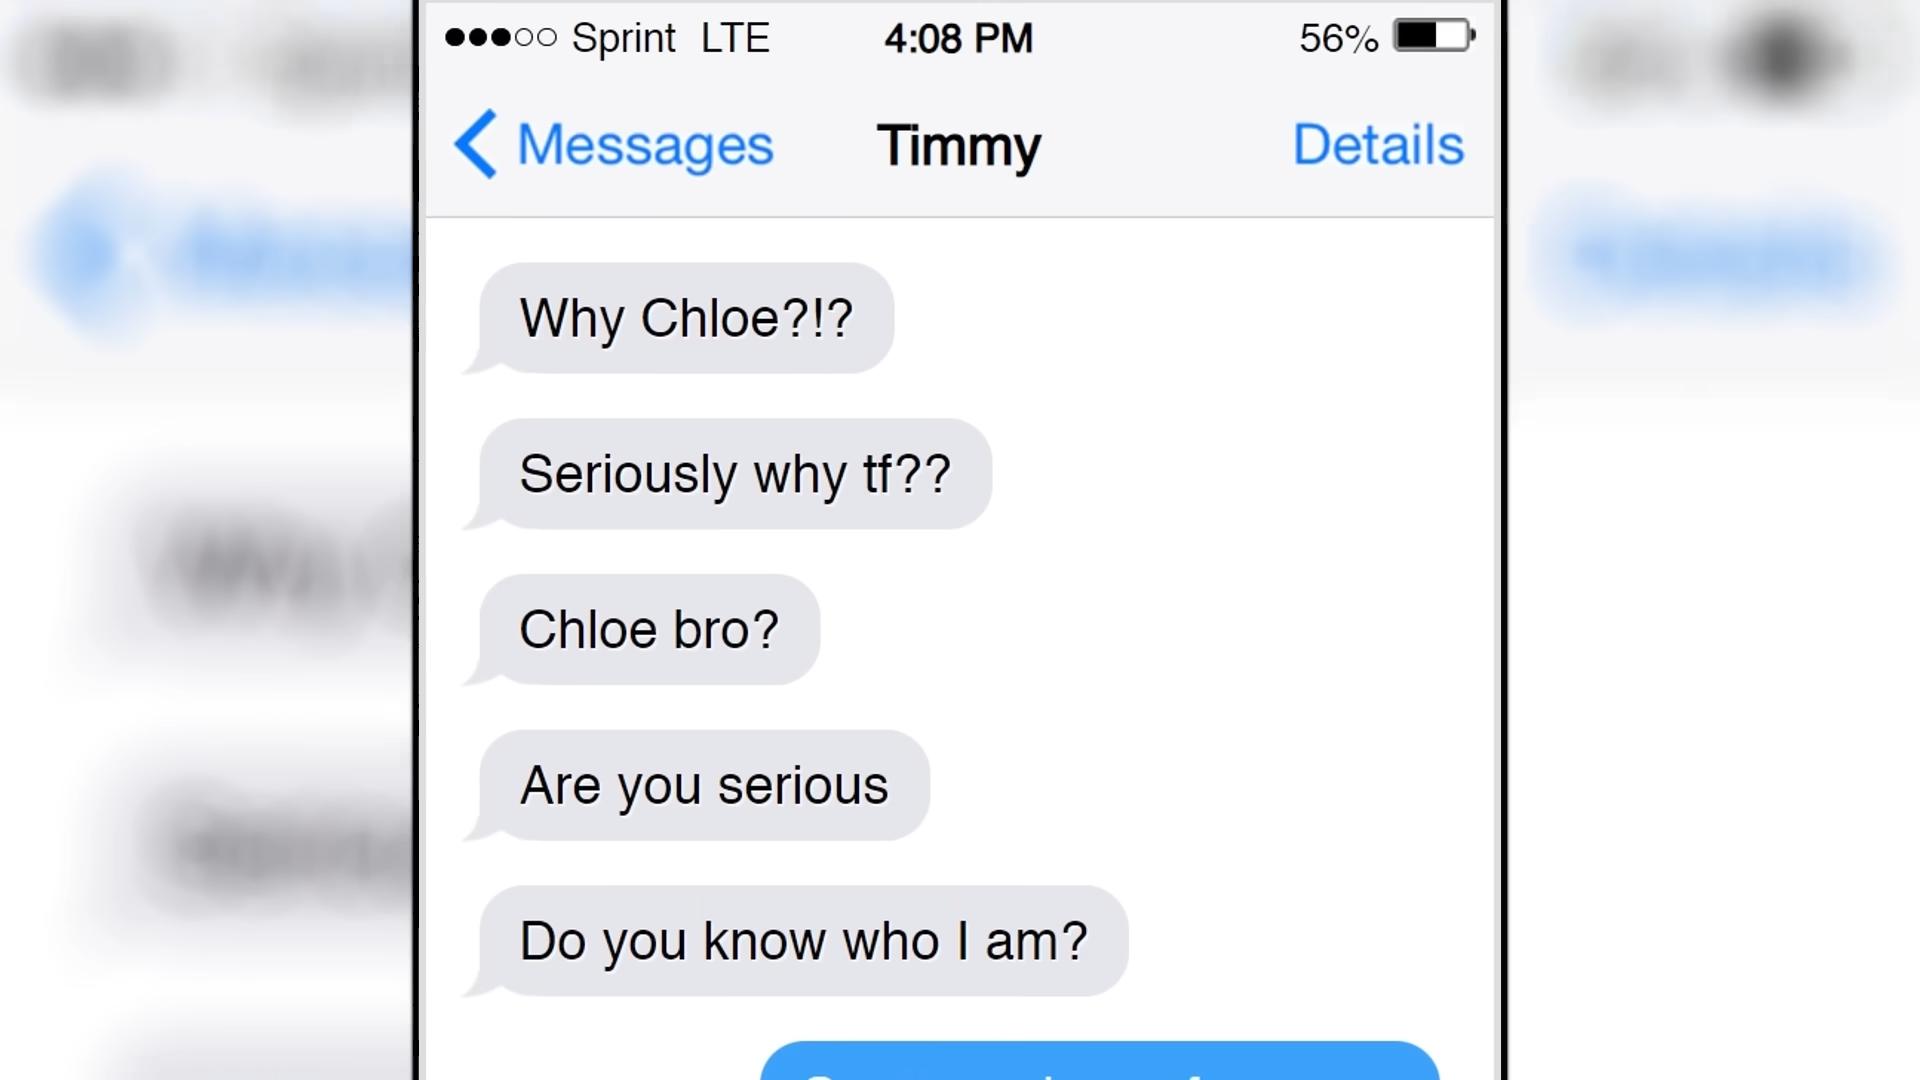 Sprint LTE 4:08 PM 56%
Messages Timmy Details
Why Chloe?!?
Seriously why tf??
Chloe bro?
Are you serious
Do you know who I am?